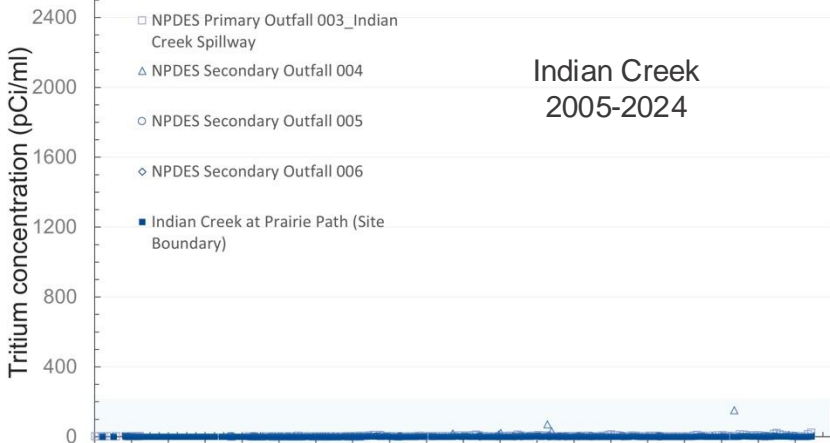 2400
2000
1600
1200
800
400
0
Tritium concentration (pCi/ml)
NPDES Primary Outfall 003_Indian
Creek Spillway
NPDES Secondary Outfall 004
NPDES Secondary Outfall 005
NPDES Secondary Outfall 006
Indian Creek at Prairie Path (Site
Boundary)
Indian Creek
2005-2024